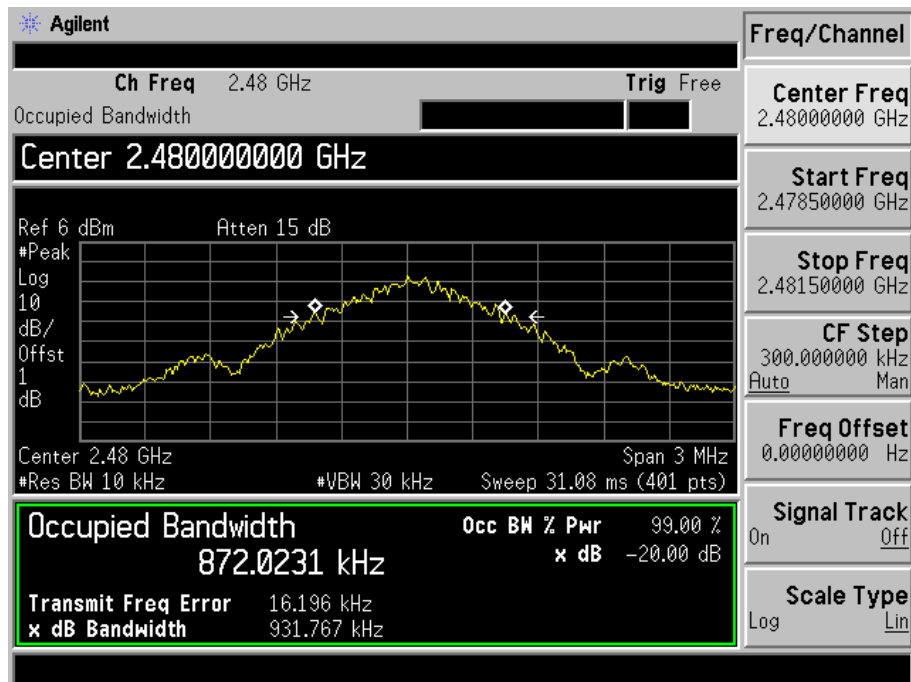 Agilent
Freq/Channel
Ch Freq 2.48 GHz Trig Free
Occupied Bandwidth
Center 2.480000000 GHz
Ref 6 dBm Atten 15 dB
#Peak
Log
10
dB/
Offst
1
dB
Center 2.48 GHz Span 3 MHz
#Res BW 10 kHz #VBW 30 kHz Sweep 31.08 ms (401 pts)
Occupied Bandwidth
872.0231 kHz
Occ BW % Pwr 99.00 %
x dB -20.00 dB
Transmit Freq Error 16.196 kHz
x dB Bandwidth 931.767 kHz
Center Freq
2.48000000 GHz
Start Freq
2.47850000 GHz
Stop Freq
2.48150000 GHz
CF Step
300.000000 kHz
Auto Man
Freq Offset
0.00000000 Hz
Signal Track
On Off
Scale Type
Log Lin